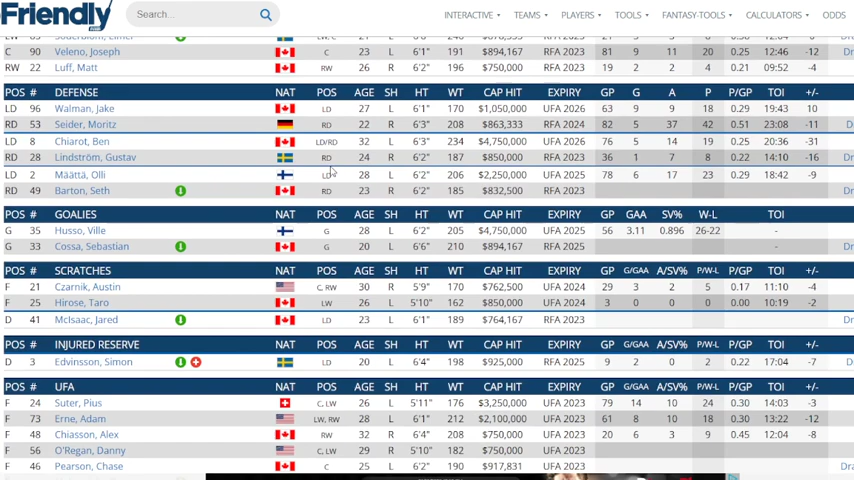 Friendly
Search...
INTERACTIVE TEAMS PLAYERS TOOLS FANTASY-TOOLS CALCULATORS ODDS
C 90 Veleno, Joseph C 23 L 6'1" 191 $894,167 RFA 2023 81 9 11 20 0.25 12:46 -12 Dr
RW 22 Luff, Matt RW 26 R 6'2" 196 $750,000 RFA 2023 19 2 2 4 0.21 09:52 -4
POS # DEFENSE NAT POS AGE SH HT WT CAP HIT EXPIRY GP G A P P/GP TOI +/-
LD 96 Walman, Jake LD 27 L 6'1" 170 $1,050,000 UFA 2026 63 9 9 18 0.29 19:43 10
RD 53 Seider, Moritz RD 22 R 6'3" 208 $863,333 RFA 2024 82 5 37 42 0.51 23:08 -11 D
LD 8 Chiarot, Ben LD/RD 32 L 6'3" 234 $4,750,000 UFA 2026 76 5 14 19 0.25 20:36 -31
RD 28 Lindström, Gustav RD 24 R 6'2" 187 $850,000 RFA 2023 36 1 7 8 0.22 14:10 -16 D
LD 2 Määttä, Olli LD 28 L 6'2" 206 $2,250,000 UFA 2025 78 6 17 23 0.29 18:42 -9
RD 49 Barton, Seth RD 23 R 6'2" 185 $832,500 RFA 2023 D
POS # GOALIES NAT POS AGE SH HT WT CAP HIT EXPIRY GP GAA SV% W-L TOI
G 35 Husso, Ville G 28 L 6'2" 205 $4,750,000 UFA 2025 56 3.11 0.896 26-22 -
G 33 Cossa, Sebastian G 20 L 6'6" 210 $894,167 RFA 2025 - D
POS # SCRATCHES NAT POS AGE SH HT WT CAP HIT EXPIRY GP G/GAA A/SV% P/W-L P/GP TOI +/-
F 21 Czarnik, Austin C, RW 30 R 5'9" 170 $762,500 UFA 2024 29 3 2 5 0.17 11:10 -4
F 25 Hirose, Taro LW 26 L 5'10" 162 $850,000 UFA 2024 3 0 0 0 0.00 10:19 -2
D 41 McIsaac, Jared LD 23 L 6'1" 189 $764,167 RFA 2023 Dr
POS # INJURED RESERVE NAT POS AGE SH HT WT CAP HIT EXPIRY GP G/GAA A/SV% P/W-L P/GP TOI +/-
D 3 Edvinsson, Simon LD 20 L 6'4" 198 $925,000 RFA 2025 9 2 0 2 0.22 17:04 -7 D
POS # UFA NAT POS AGE SH HT WT CAP HIT EXPIRY GP G/GAA A/SV% P/W-L P/GP TOI +/-
F 24 Suter, Pius C, LW 26 L 5'11" 176 $3,250,000 UFA 2023 79 14 10 24 0.30 14:03 -3
F 73 Erne, Adam LW, RW 28 L 6'1" 212 $2,100,000 UFA 2023 61 8 10 18 0.30 13:22 -12 D
F 48 Chiasson, Alex RW 32 R 6'4" 208 $750,000 UFA 2023 20 6 3 9 0.45 12:04 -8 D
F 56 O'Regan, Danny C, LW 29 L 5'10" 182 $750,000 UFA 2023 D
F 46 Pearson, Chase C 25 L 6'2" 190 $917,831 RFA 2023 Dra